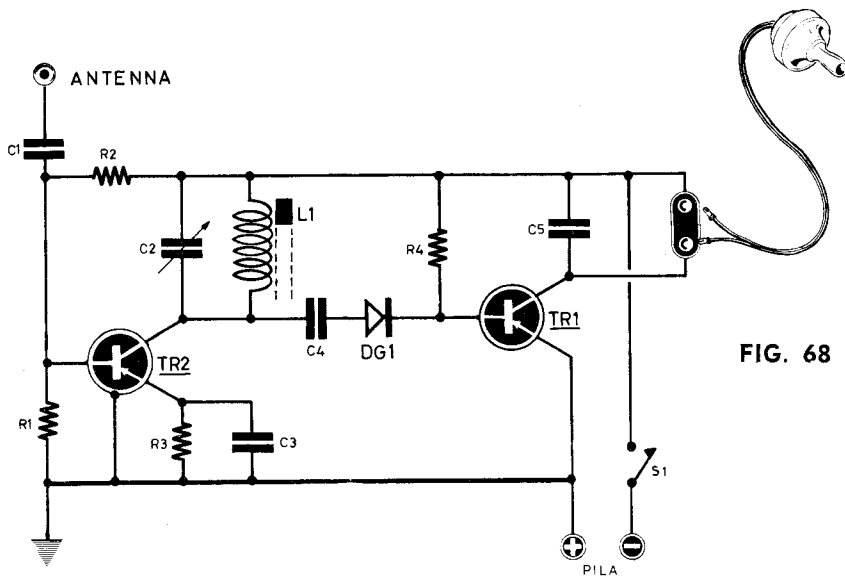 ANTENNA
C1
R2
C2
L1
R4
C5
C4
DG1
TR1
TR2
FIG. 68
R1
R3
C3
S1
+
−
PILA